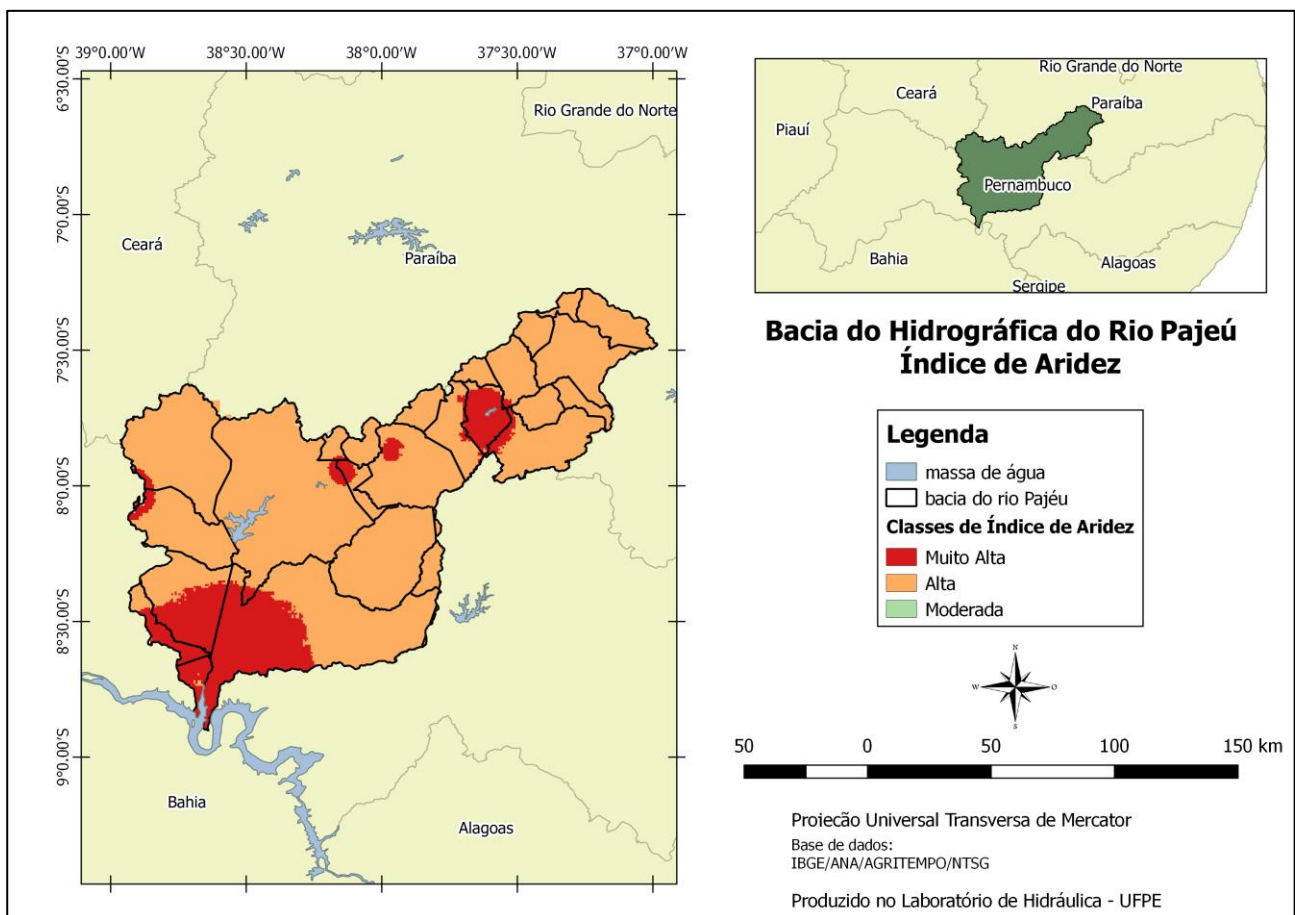 39°0.00'W 38°30.00'W 38°0.00'W 37°30.00'W 37°0.00'W
6°30.00'S
7°0.00'S
7°30.00'S
8°0.00'S
8°30.00'S
9°0.00'S
Rio Grande do Norte
Ceará
Paraíba
Bahia
Alagoas
Rio Grande do Norte
Ceará
Paraíba
Piauí
Pernambuco
Bahia
Alagoas
Sergipe
Bacia do Hidrográfica do Rio Pajeú
Índice de Aridez
Legenda
massa de água
bacia do rio Pajéu
Classes de Índice de Aridez
Muito Alta
Alta
Moderada
N
W O
S
50 0 50 100 150 km
Projecão Universal Transversa de Mercator
Base de dados:
IBGE/ANA/AGRITEMPO/NTSG
Produzido no Laboratório de Hidráulica - UFPE